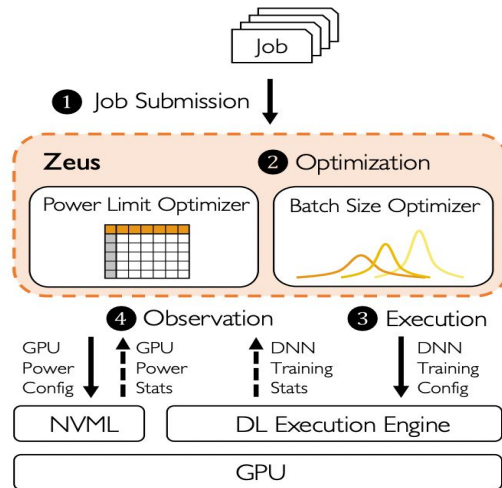 Job
1 Job Submission
Zeus
2 Optimization
Power Limit Optimizer
Batch Size Optimizer
4 Observation
3 Execution
GPU
Power
Config
GPU
Power
Stats
DNN
Training
Stats
DNN
Training
Config
NVML
DL Execution Engine
GPU